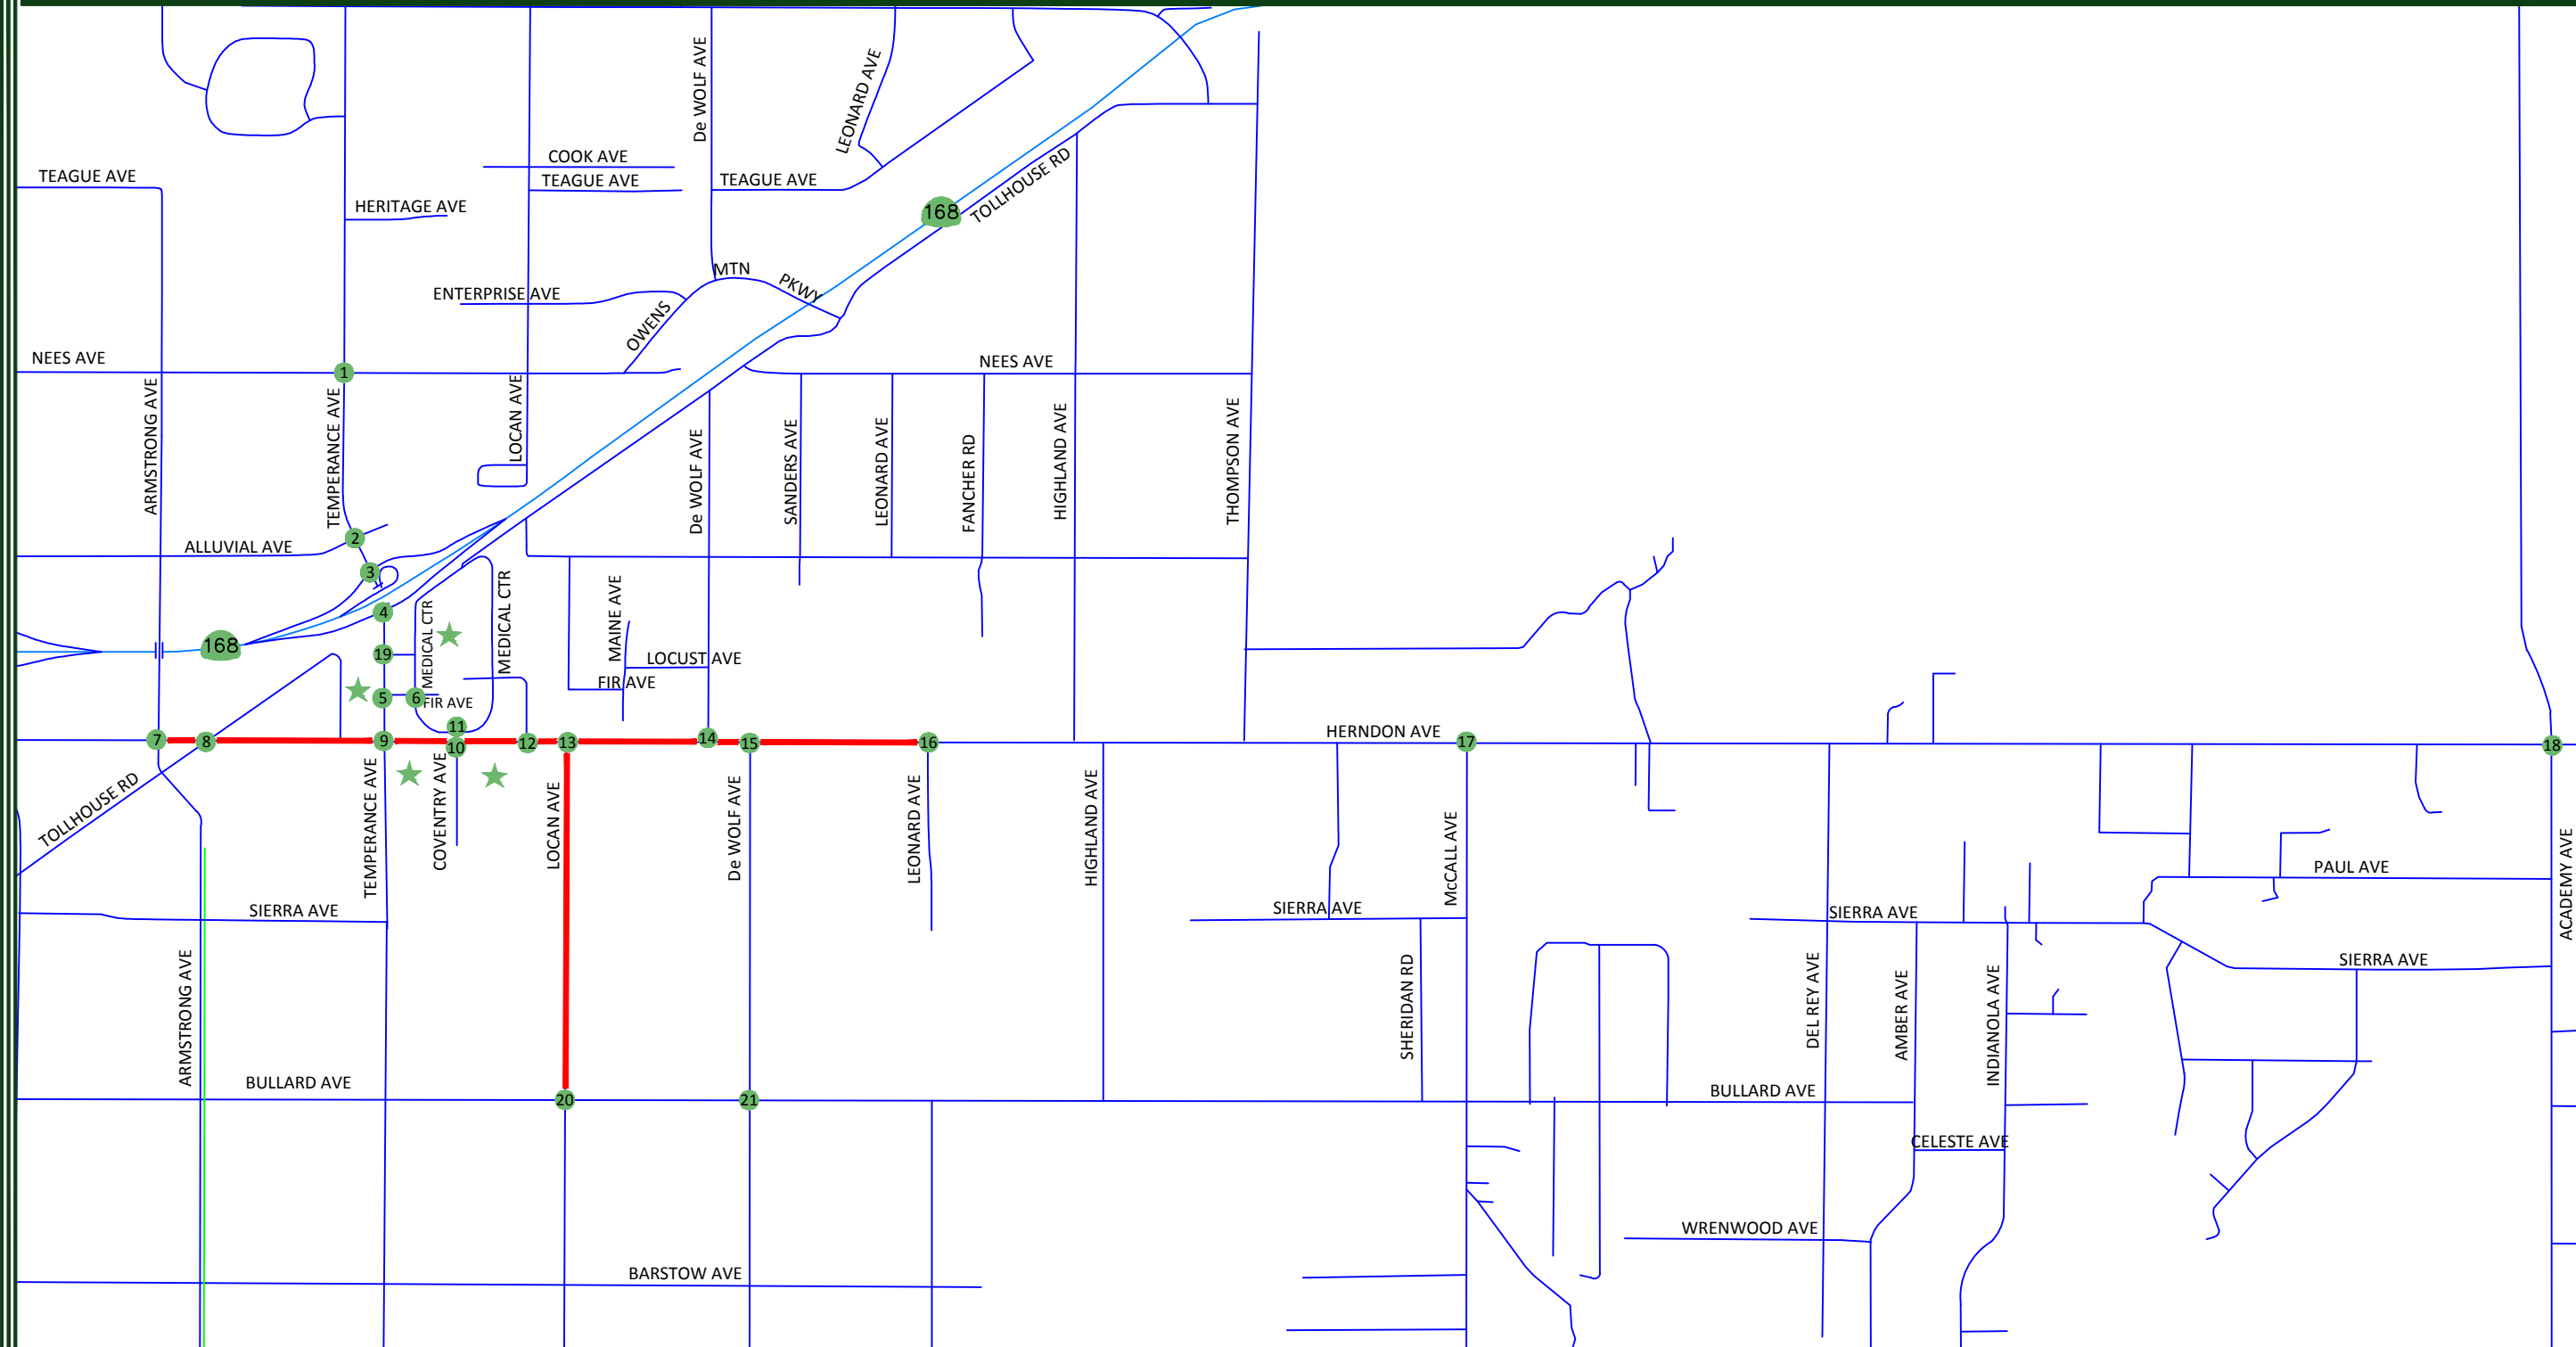 De WOLF AVE
LEONARD AVE
COOK AVE
TEAGUE AVE
TEAGUE AVE
TEAGUE AVE
HERITAGE AVE
168
TOLLHOUSE RD
MTN
PKWY
ENTERPRISE AVE
OWENS
NEES AVE
1
NEES AVE
ARMSTRONG AVE
TEMPERANCE AVE
LOCAN AVE
De WOLF AVE
SANDERS AVE
LEONARD AVE
FANCHER RD
HIGHLAND AVE
THOMPSON AVE
2
ALLUVIAL AVE
3
4
MEDICAL CTR
MEDICAL CTR
MAINE AVE
168
19
LOCUST AVE
FIR AVE
5
6
FIR AVE
11
HERNDON AVE
7
8
9
10
12
13
14
15
16
17
18
TOLLHOUSE RD
TEMPERANCE AVE
COVENTRY AVE
LOCAN AVE
De WOLF AVE
LEONARD AVE
HIGHLAND AVE
McCALL AVE
ACADEMY AVE
PAUL AVE
SIERRA AVE
SIERRA AVE
SIERRA AVE
SIERRA AVE
ARMSTRONG AVE
SHERIDAN RD
DEL REY AVE
AMBER AVE
INDIANOLA AVE
BULLARD AVE
BULLARD AVE
20
21
CELESTE AVE
WRENWOOD AVE
BARSTOW AVE